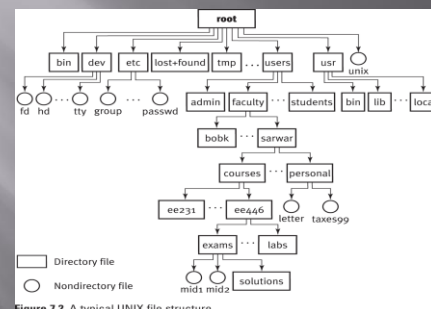 root
bin dev etc lost+found tmp ... users usr unix
fd hd ... tty group ... passwd admin faculty ... students bin lib ... loca
bobk ... sarwar
courses ... personal
ee231 ... ee446 letter taxes99
exams ... labs
Directory file
Nondirectory file
mid1 mid2 solutions
Figure 7.2 A typical UNIX file structure